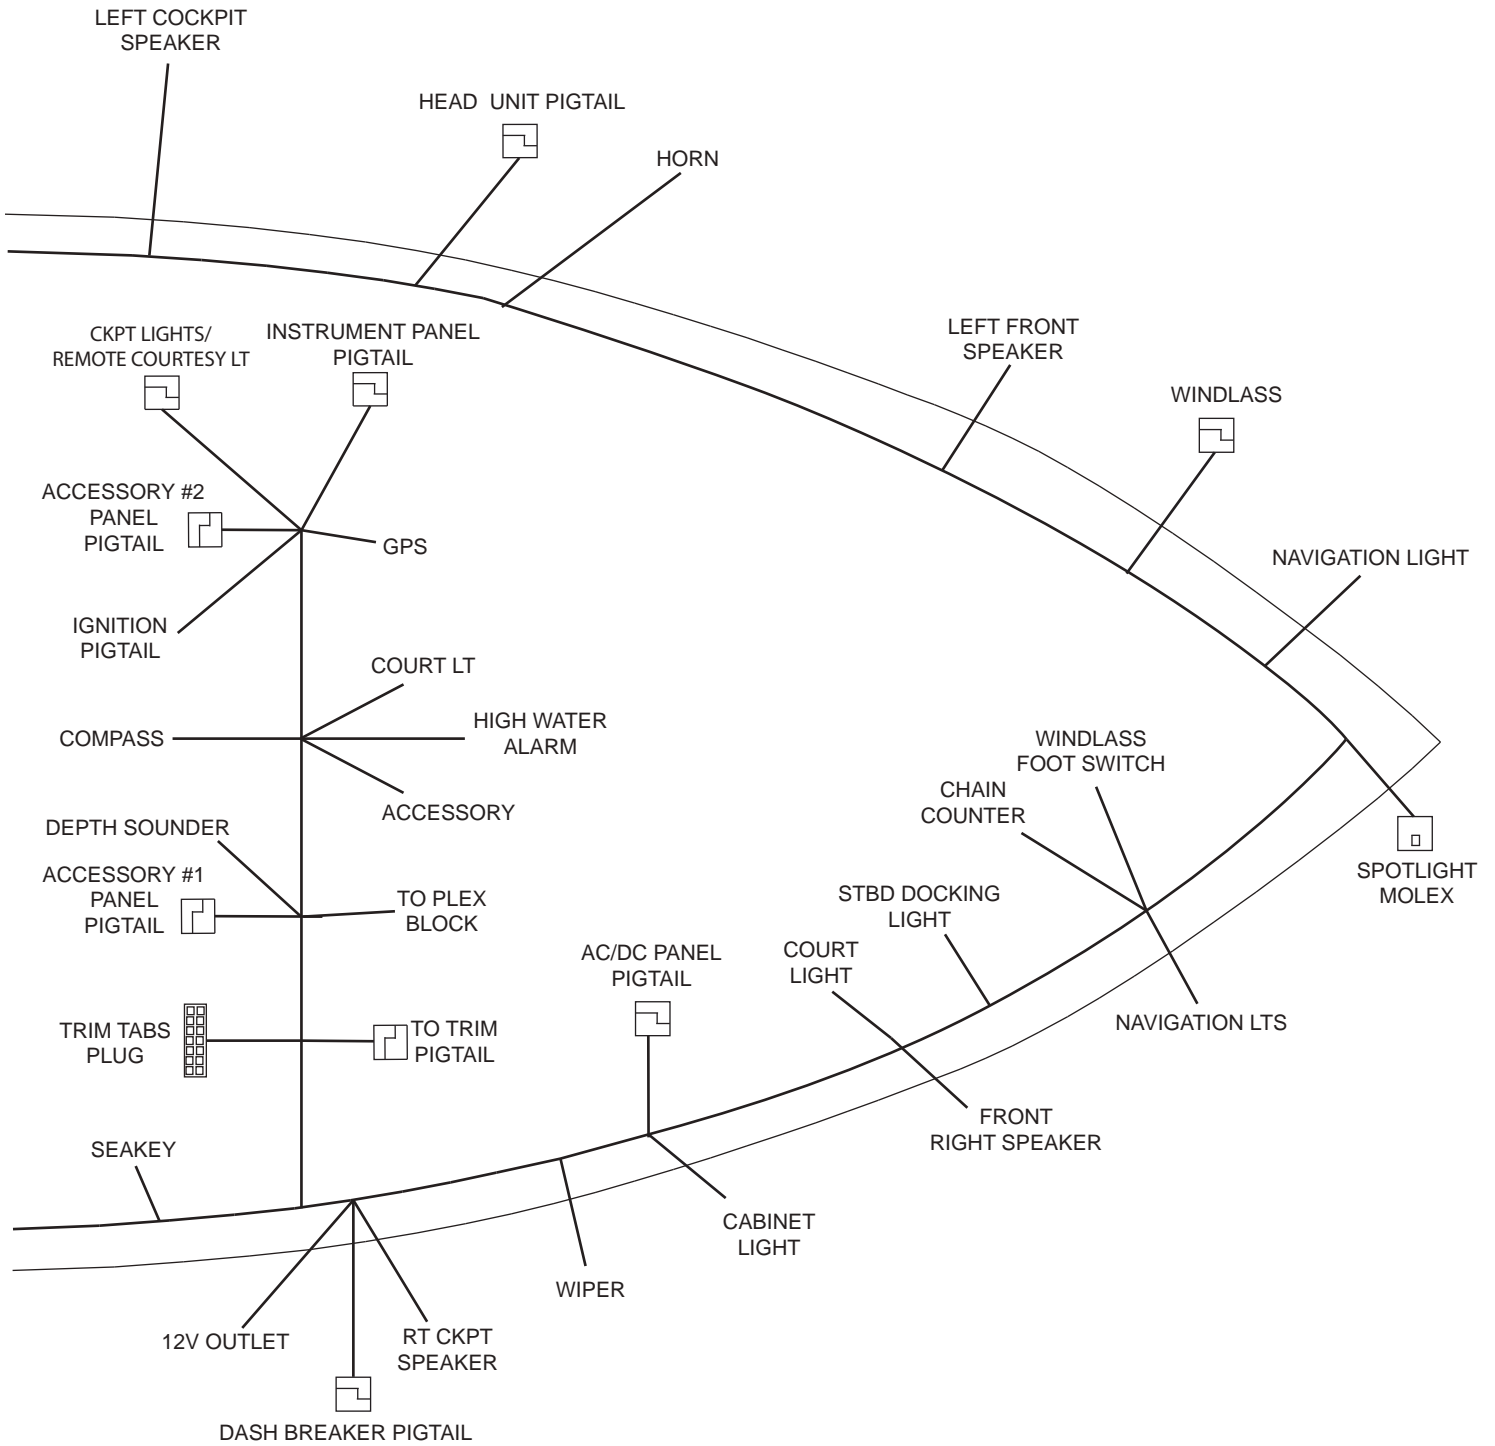 LEFT COCKPIT
SPEAKER
HEAD  UNIT PIGTAIL
HORN
CKPT LIGHTS/
REMOTE COURTESY LT
INSTRUMENT PANEL
PIGTAIL
LEFT FRONT
SPEAKER
WINDLASS
ACCESSORY #2
PANEL
PIGTAIL
GPS
NAVIGATION LIGHT
IGNITION
PIGTAIL
COURT LT
COMPASS
HIGH WATER
ALARM
ACCESSORY
WINDLASS
FOOT SWITCH
CHAIN
COUNTER
DEPTH SOUNDER
ACCESSORY #1
PANEL
PIGTAIL
TO PLEX
BLOCK
SPOTLIGHT
MOLEX
STBD DOCKING
LIGHT
COURT
LIGHT
AC/DC PANEL
PIGTAIL
NAVIGATION LTS
TRIM TABS
PLUG
TO TRIM
PIGTAIL
FRONT
RIGHT SPEAKER
SEAKEY
CABINET
LIGHT
WIPER
12V OUTLET
RT CKPT
SPEAKER
DASH BREAKER PIGTAIL